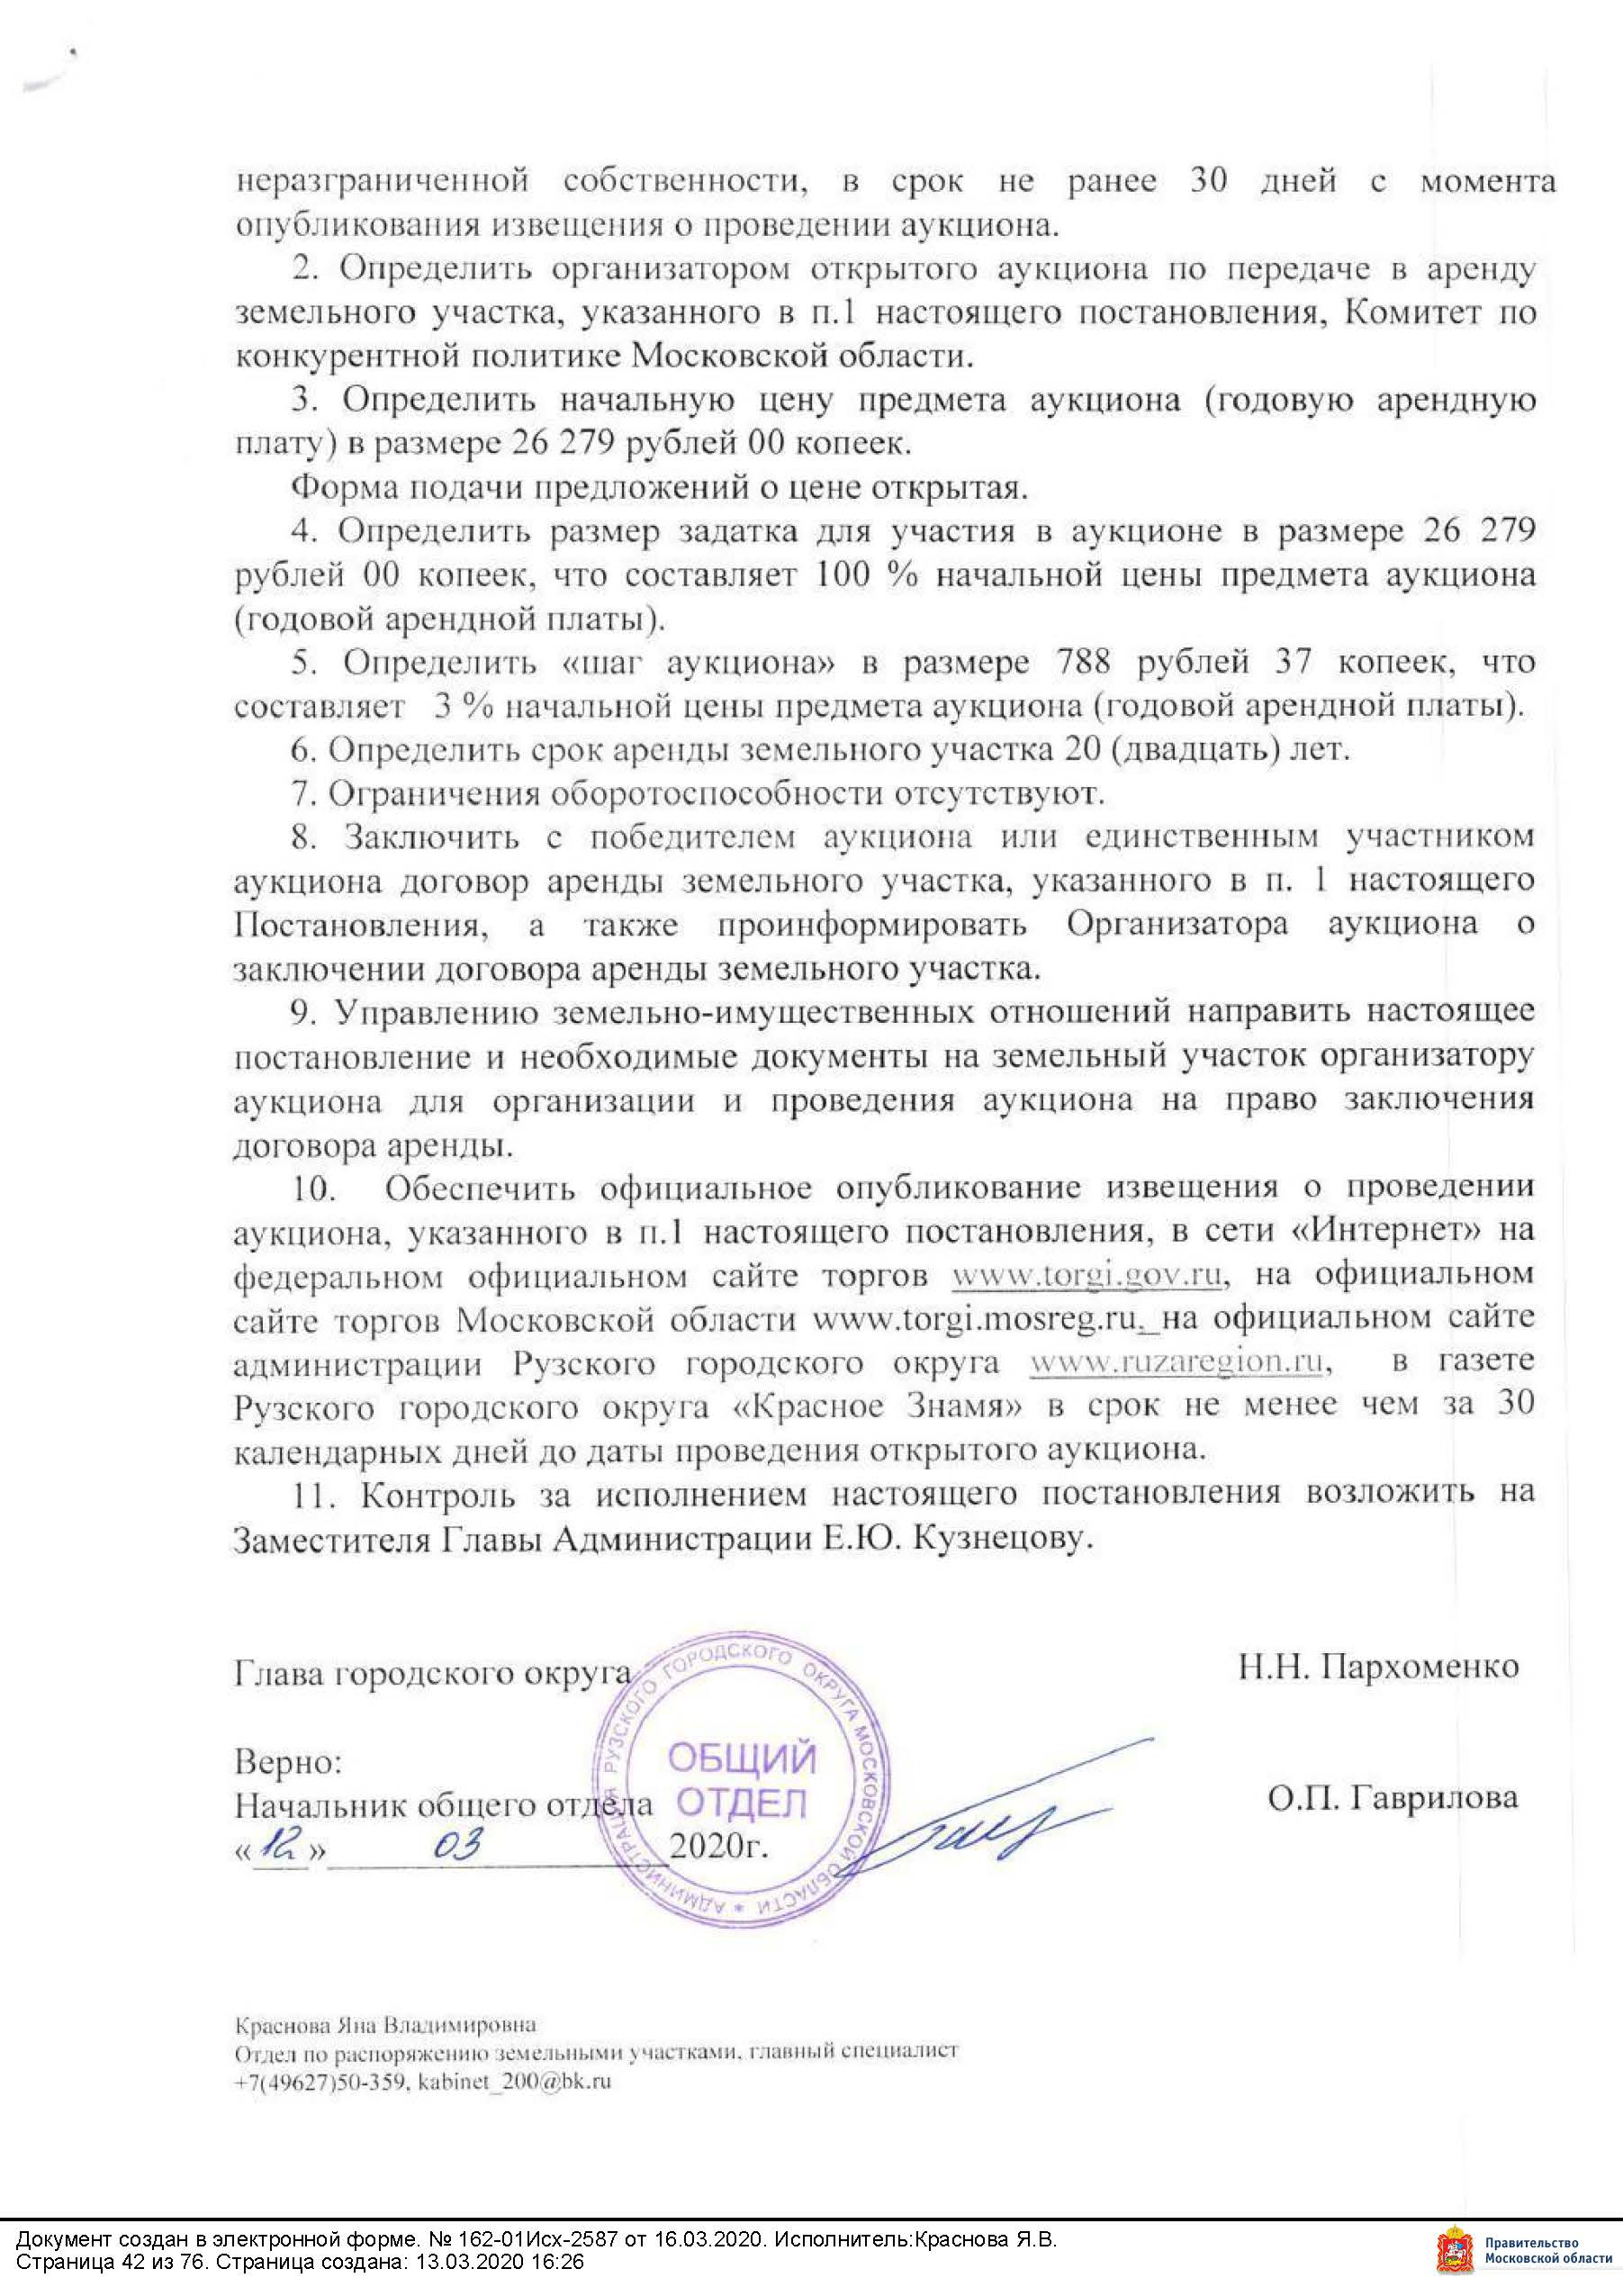 неразграниченной собственности, в срок не ранее 30 дней с момента
опубликования извещения о проведении аукциона.
2. Определить организатором открытого аукциона по передаче в аренду
земельного участка, указанного в п.1 настоящего постановления, Комитет по
конкурентной политике Московской области.
3. Определить начальную цену предмета аукциона (годовую арендную
плату) в размере 26 279 рублей 00 копеек.
Форма подачи предложений о цене открытая.
4. Определить размер задатка для участия в аукционе в размере 26 279
рублей 00 копеек, что составляет 100 % начальной цены предмета аукциона
(годовой арендной платы).
5. Определить «шаг аукциона» в размере 788 рублей 37 копеек, что
составляет 3 % начальной цены предмета аукциона (годовой арендной платы).
6. Определить срок аренды земельного участка 20 (двадцать) лет.
7. Ограничения оборотоспособности отсутствуют.
8. Заключить с победителем аукциона или единственным участником
аукциона договор аренды земельного участка, указанного в п. 1 настоящего
Постановления, а также проинформировать Организатора аукциона о
заключении договора аренды земельного участка.
9. Управлению земельно-имущественных отношений направить настоящее
постановление и необходимые документы на земельный участок организатору
аукциона для организации и проведения аукциона на право заключения
договора аренды.
10. Обеспечить официальное опубликование извещения о проведении
аукциона, указанного в п.1 настоящего постановления, в сети «Интернет» на
федеральном официальном сайте торгов www.torgi.gov.ru, на официальном
сайте торгов Московской области www.torgi.mosreg.ru,_на официальном сайте
администрации Рузского городского округа www.ruzaregion.ru, в газете
Рузского городского округа «Красное Знамя» в срок не менее чем за 30
календарных дней до даты проведения открытого аукциона.
11. Контроль за исполнением настоящего постановления возложить на
Заместителя Главы Администрации Е.Ю. Кузнецову.
Глава городского округа Н.Н. Пархоменко
Верно:
Начальник общего отдела О.П. Гаврилова
«12» 03 2020г.
АДМИНИСТРАЦИЯ РУЗСКОГО ГОРОДСКОГО ОКРУГА МОСКОВСКОЙ ОБЛАСТИ *
ОБЩИЙ
ОТДЕЛ
Краснова Яна Владимировна
Отдел по распоряжению земельными участками, главный специалист
+7(49627)50-359, kabinet_200@bk.ru
Документ создан в электронной форме. № 162-01Исх-2587 от 16.03.2020. Исполнитель:Краснова Я.В.
Страница 42 из 76. Страница создана: 13.03.2020 16:26
Правительство
Московской области